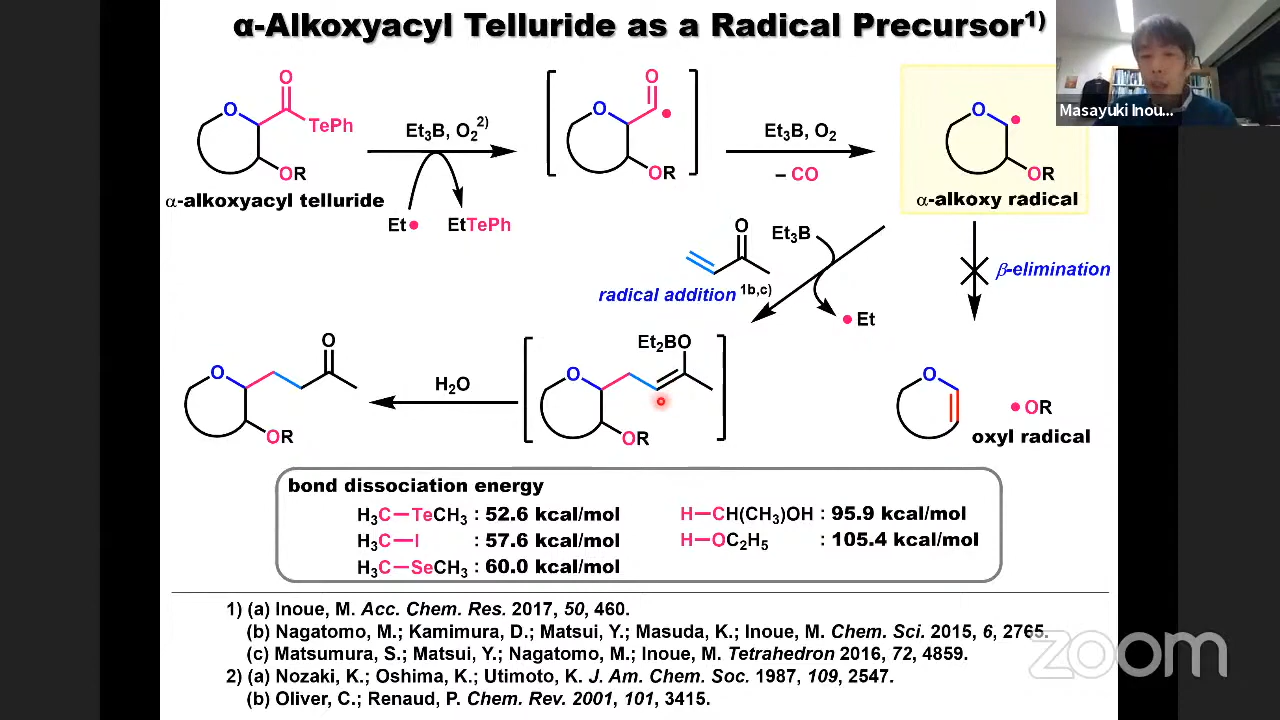 α-Alkoxyacyl Telluride as a Radical Precursor1)
Masayuki Inou...
O
O
TePh
OR
α-alkoxyacyl telluride
Et3B, O2 2)
Et•
EtTePh
O
O
•
OR
Et3B, O2
– CO
O
•
OR
α-alkoxy radical
O
Et3B
radical addition 1b,c)
• Et
β-elimination
O
O
OR
H2O
Et2BO
O
OR
O
• OR
oxyl radical
bond dissociation energy
H3C–TeCH3 : 52.6 kcal/mol
H3C–I : 57.6 kcal/mol
H3C–SeCH3 : 60.0 kcal/mol
H–CH(CH3)OH : 95.9 kcal/mol
H–OC2H5 : 105.4 kcal/mol
1) (a) Inoue, M. Acc. Chem. Res. 2017, 50, 460.
(b) Nagatomo, M.; Kamimura, D.; Matsui, Y.; Masuda, K.; Inoue, M. Chem. Sci. 2015, 6, 2765.
(c) Matsumura, S.; Matsui, Y.; Nagatomo, M.; Inoue, M. Tetrahedron 2016, 72, 4859.
2) (a) Nozaki, K.; Oshima, K.; Utimoto, K. J. Am. Chem. Soc. 1987, 109, 2547.
(b) Oliver, C.; Renaud, P. Chem. Rev. 2001, 101, 3415.
zoom